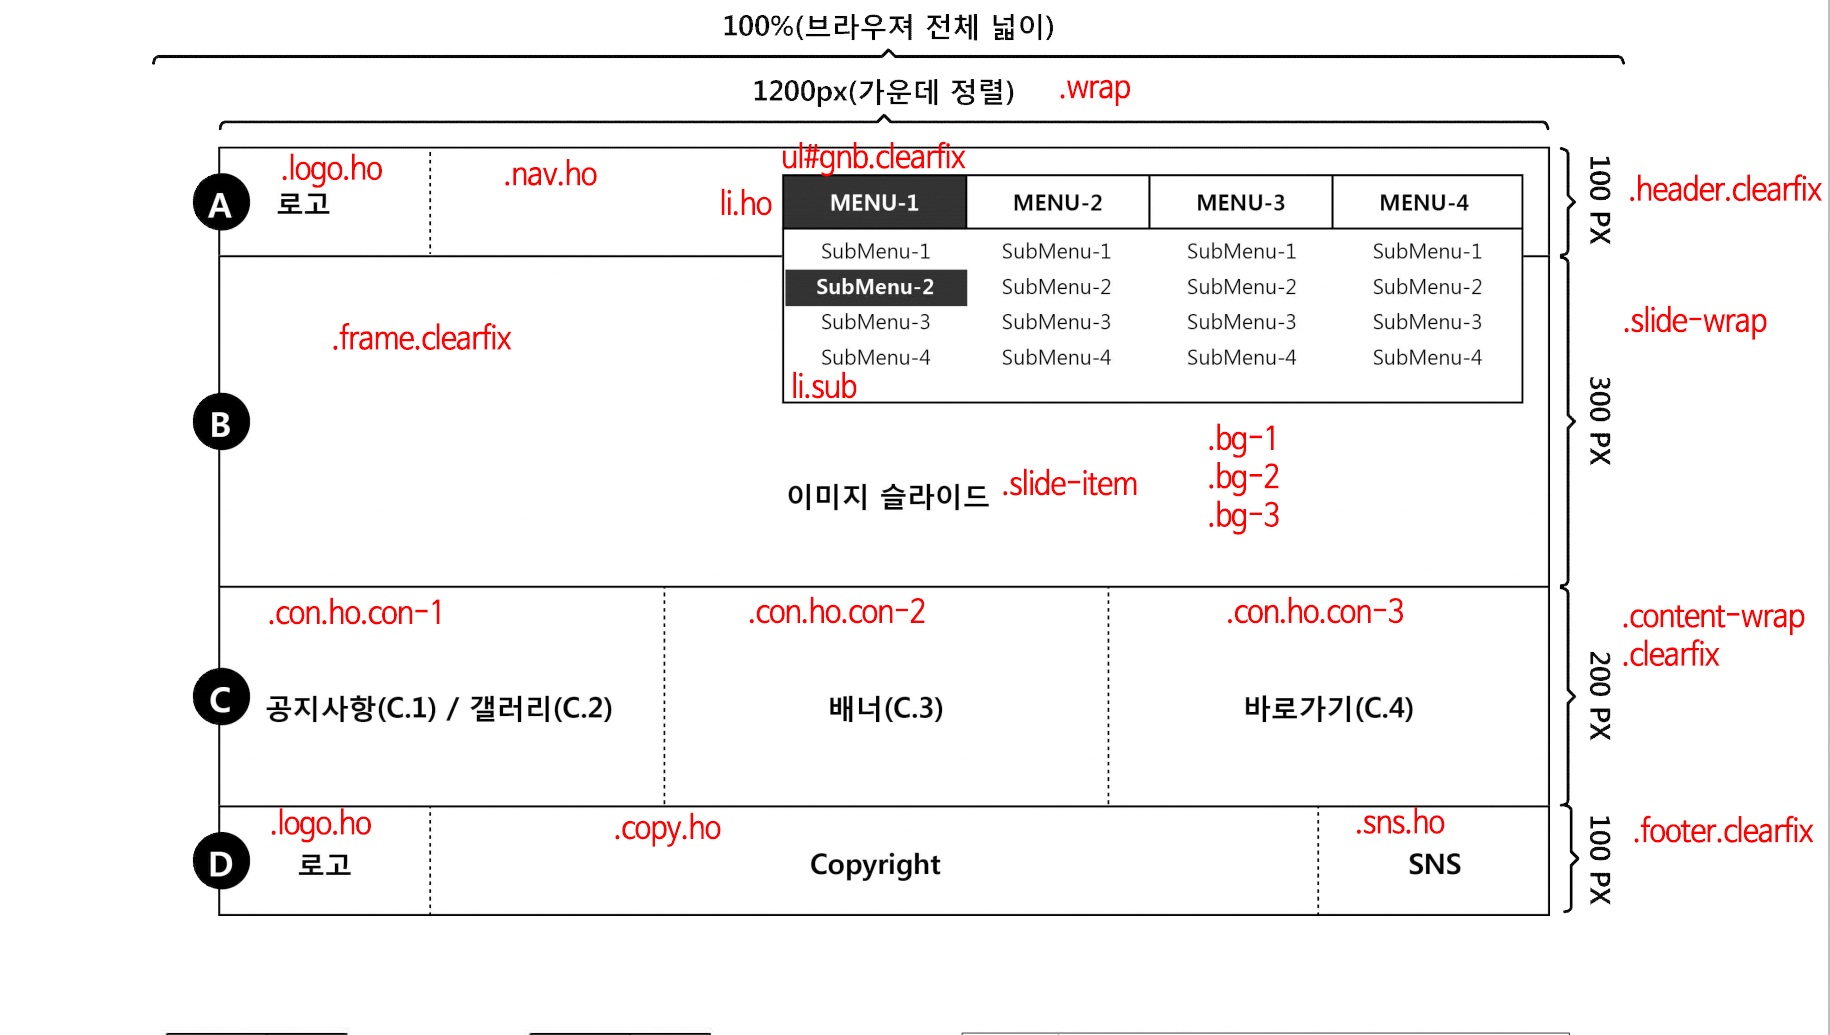 100%(브라우져 전체 넓이)
1200px(가운데 정렬) .wrap
ul#gnb.clearfix
.logo.ho
.nav.ho
li.ho
A 로고
MENU-1 MENU-2 MENU-3 MENU-4
100 PX
.header.clearfix
SubMenu-1 SubMenu-1 SubMenu-1 SubMenu-1
SubMenu-2 SubMenu-2 SubMenu-2 SubMenu-2
SubMenu-3 SubMenu-3 SubMenu-3 SubMenu-3
SubMenu-4 SubMenu-4 SubMenu-4 SubMenu-4
li.sub
.frame.clearfix
.slide-wrap
B
300 PX
.bg-1
.bg-2
.bg-3
이미지 슬라이드 .slide-item
.con.ho.con-1 .con.ho.con-2 .con.ho.con-3
.content-wrap
.clearfix
200 PX
C 공지사항(C.1) / 갤러리(C.2) 배너(C.3) 바로가기(C.4)
.logo.ho .copy.ho .sns.ho
.footer.clearfix
100 PX
D 로고 Copyright SNS